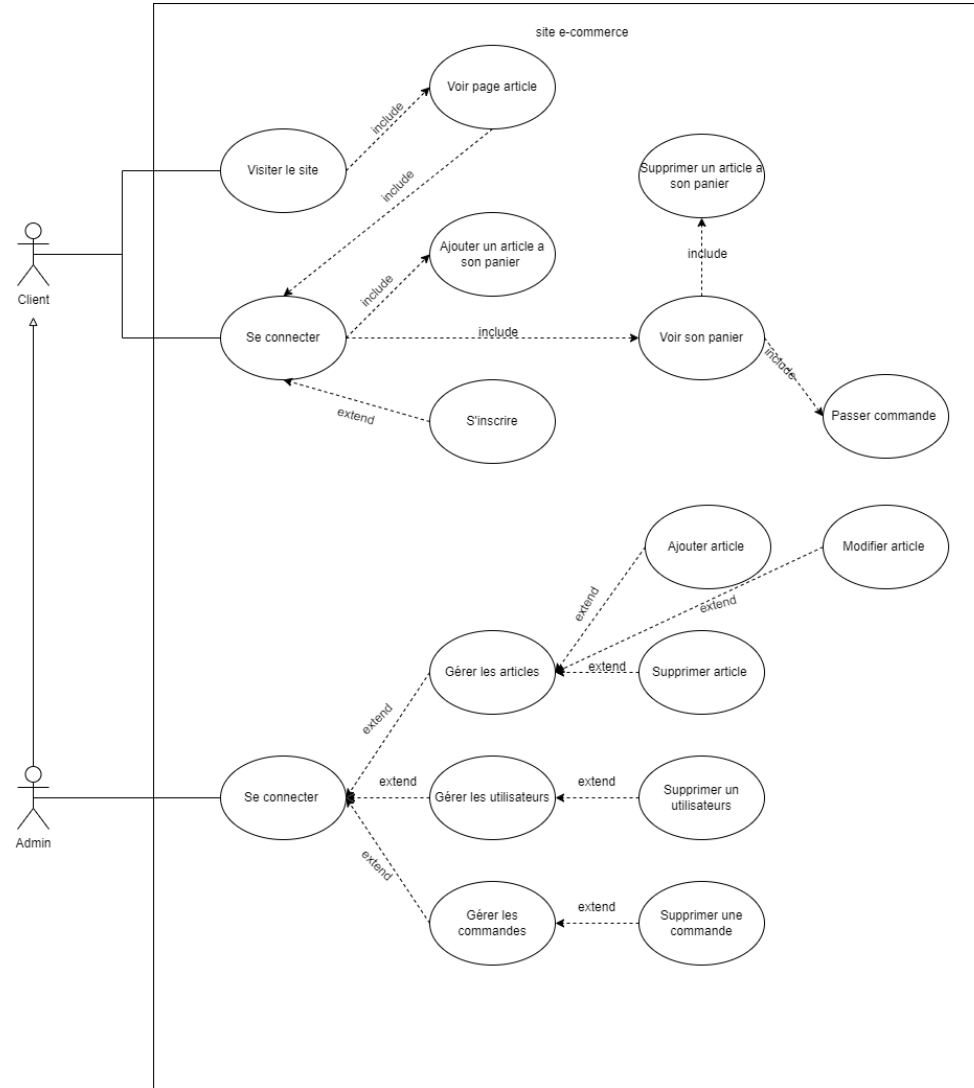 site e-commerce
Voir page article
include
Visiter le site
include
Supprimer un article a
son panier
Ajouter un article a
son panier
include
include
Client
Se connecter
include
Voir son panier
include
extend
S'inscrire
Passer commande
Ajouter article
Modifier article
extend
extend
Gérer les articles
extend
Supprimer article
extend
Se connecter
extend
Gérer les utilisateurs
extend
Supprimer un
utilisateurs
Admin
extend
Gérer les
commandes
extend
Supprimer une
commande